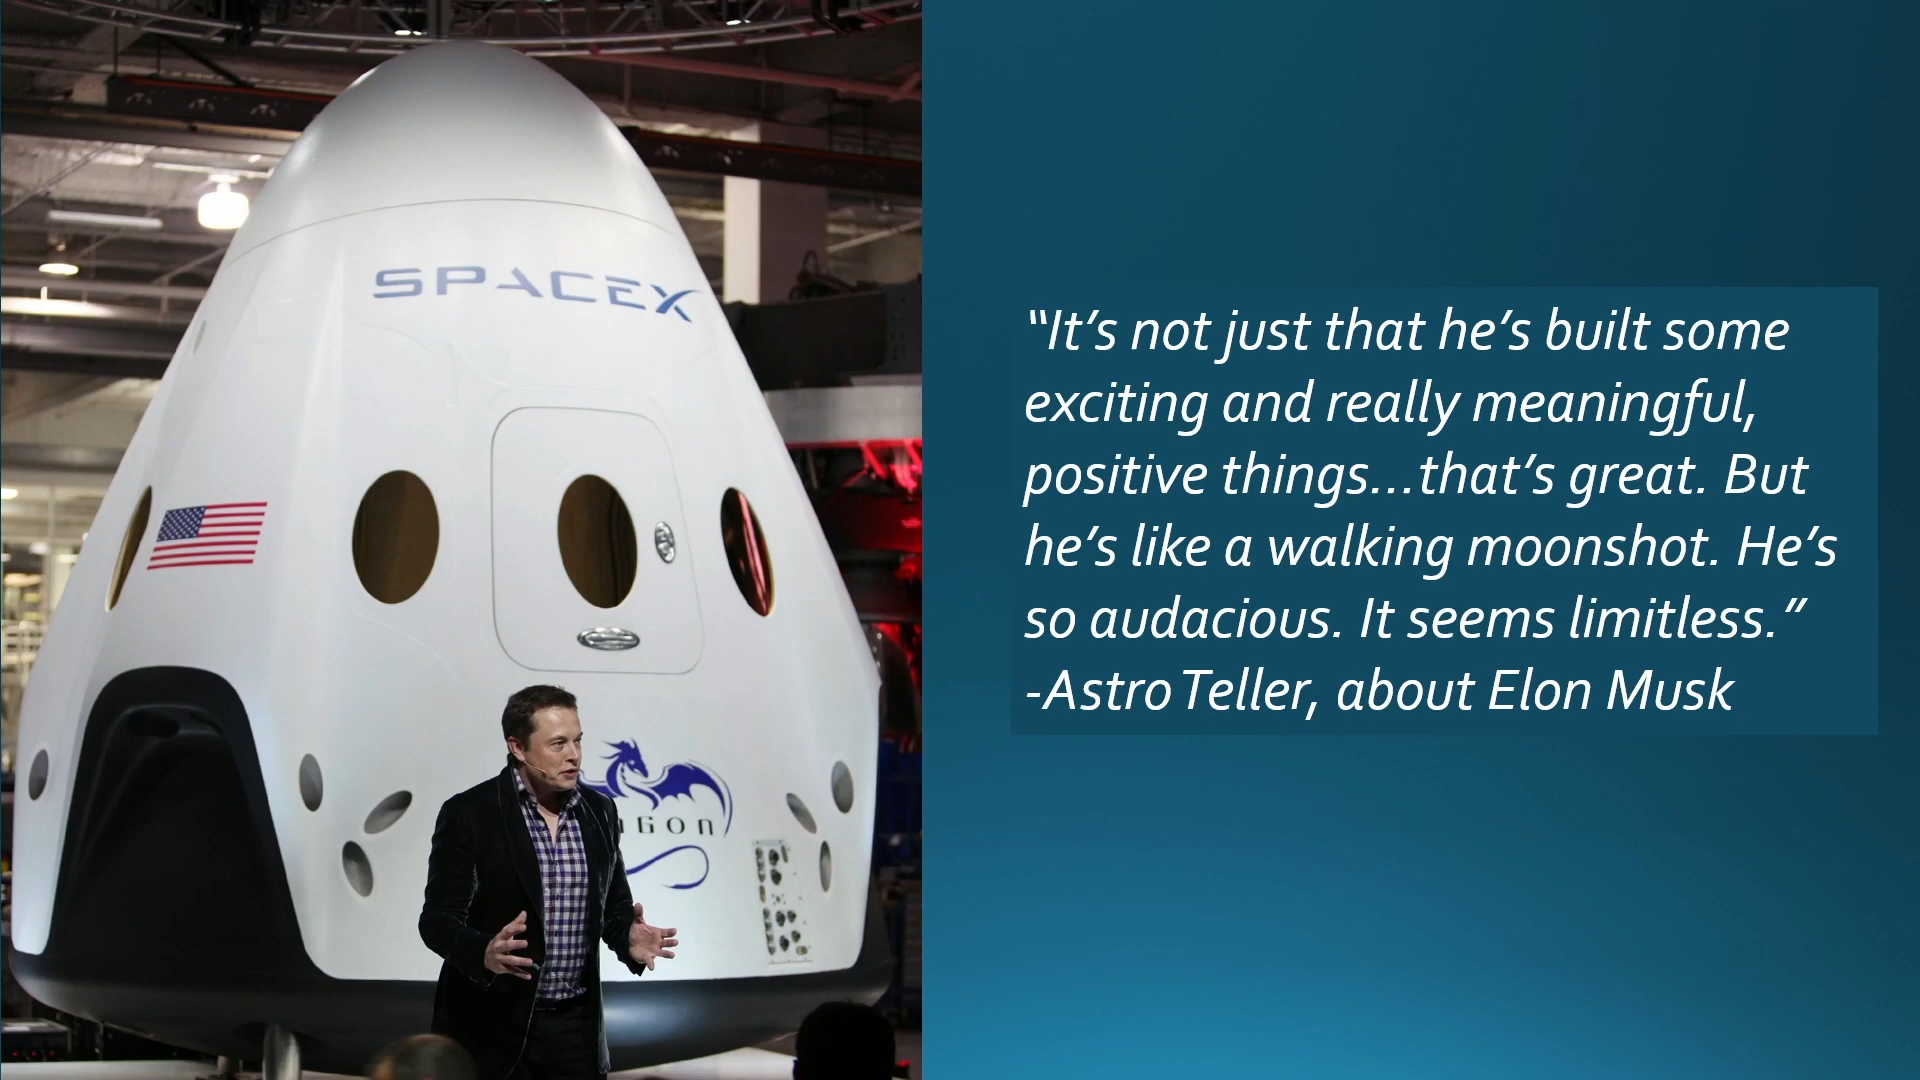 SPACEX
“It’s not just that he’s built some
exciting and really meaningful,
positive things...that’s great. But
he’s like a walking moonshot. He’s
so audacious. It seems limitless.”
-Astro Teller, about Elon Musk